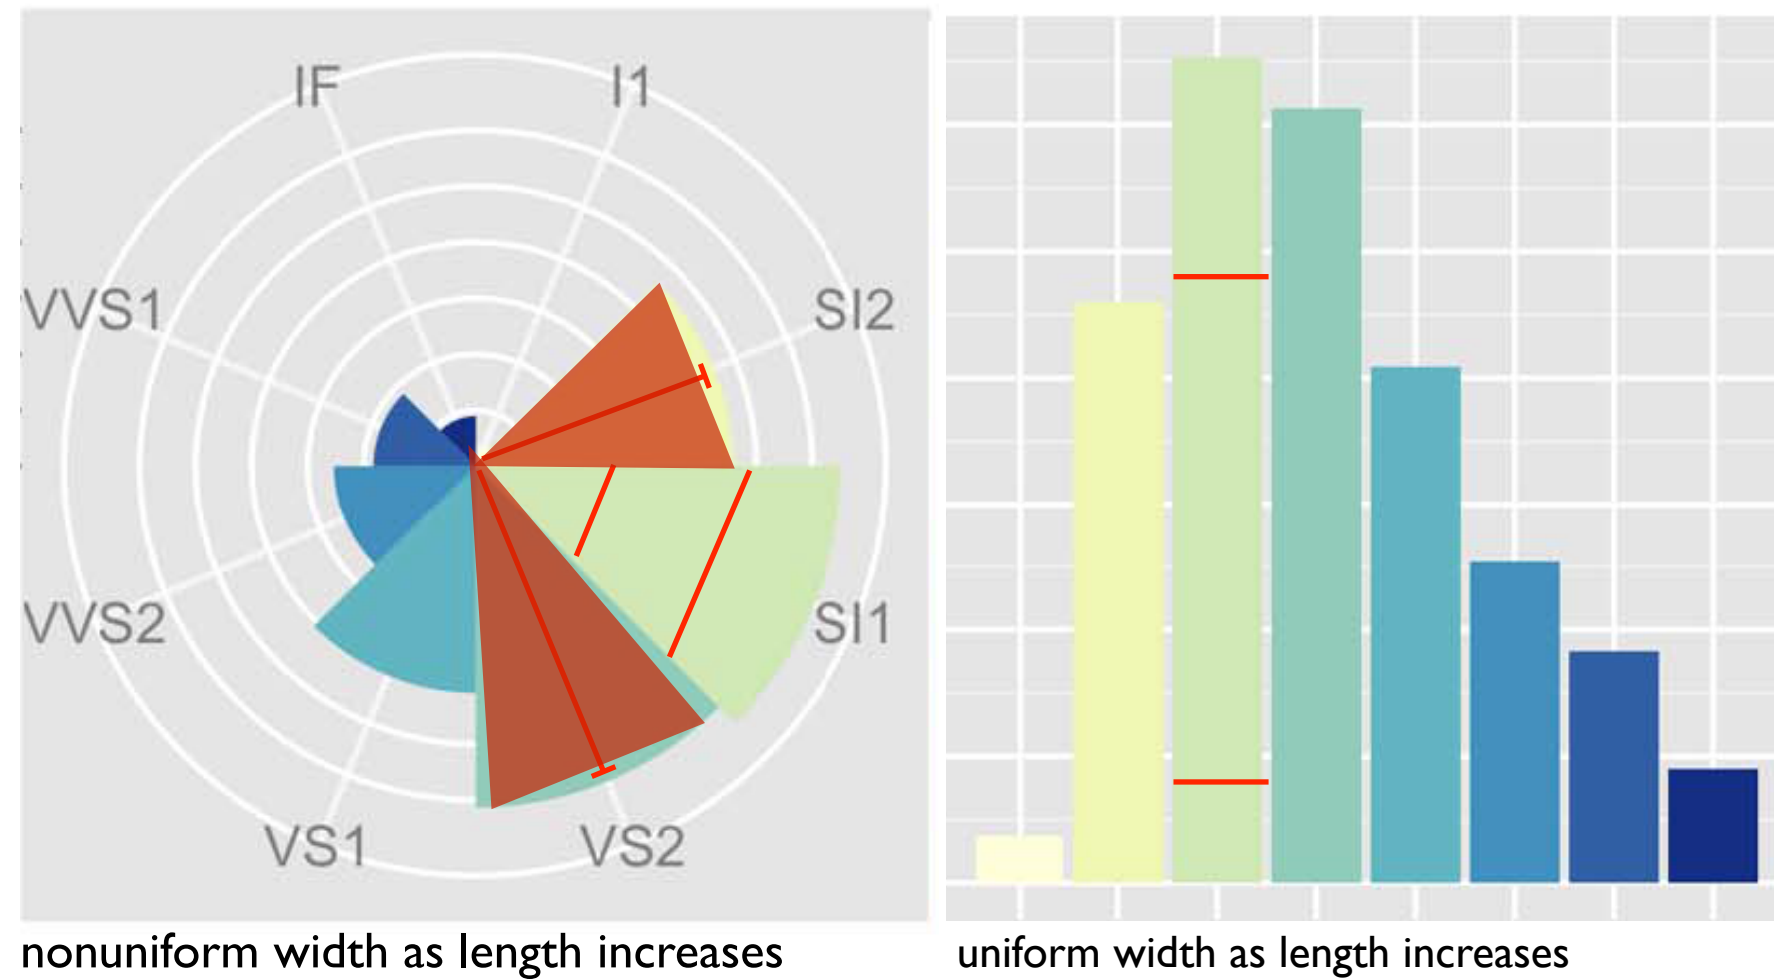 IF
I1
VVS1
SI2
VVS2
SI1
VS1
VS2
nonuniform width as length increases
uniform width as length increases